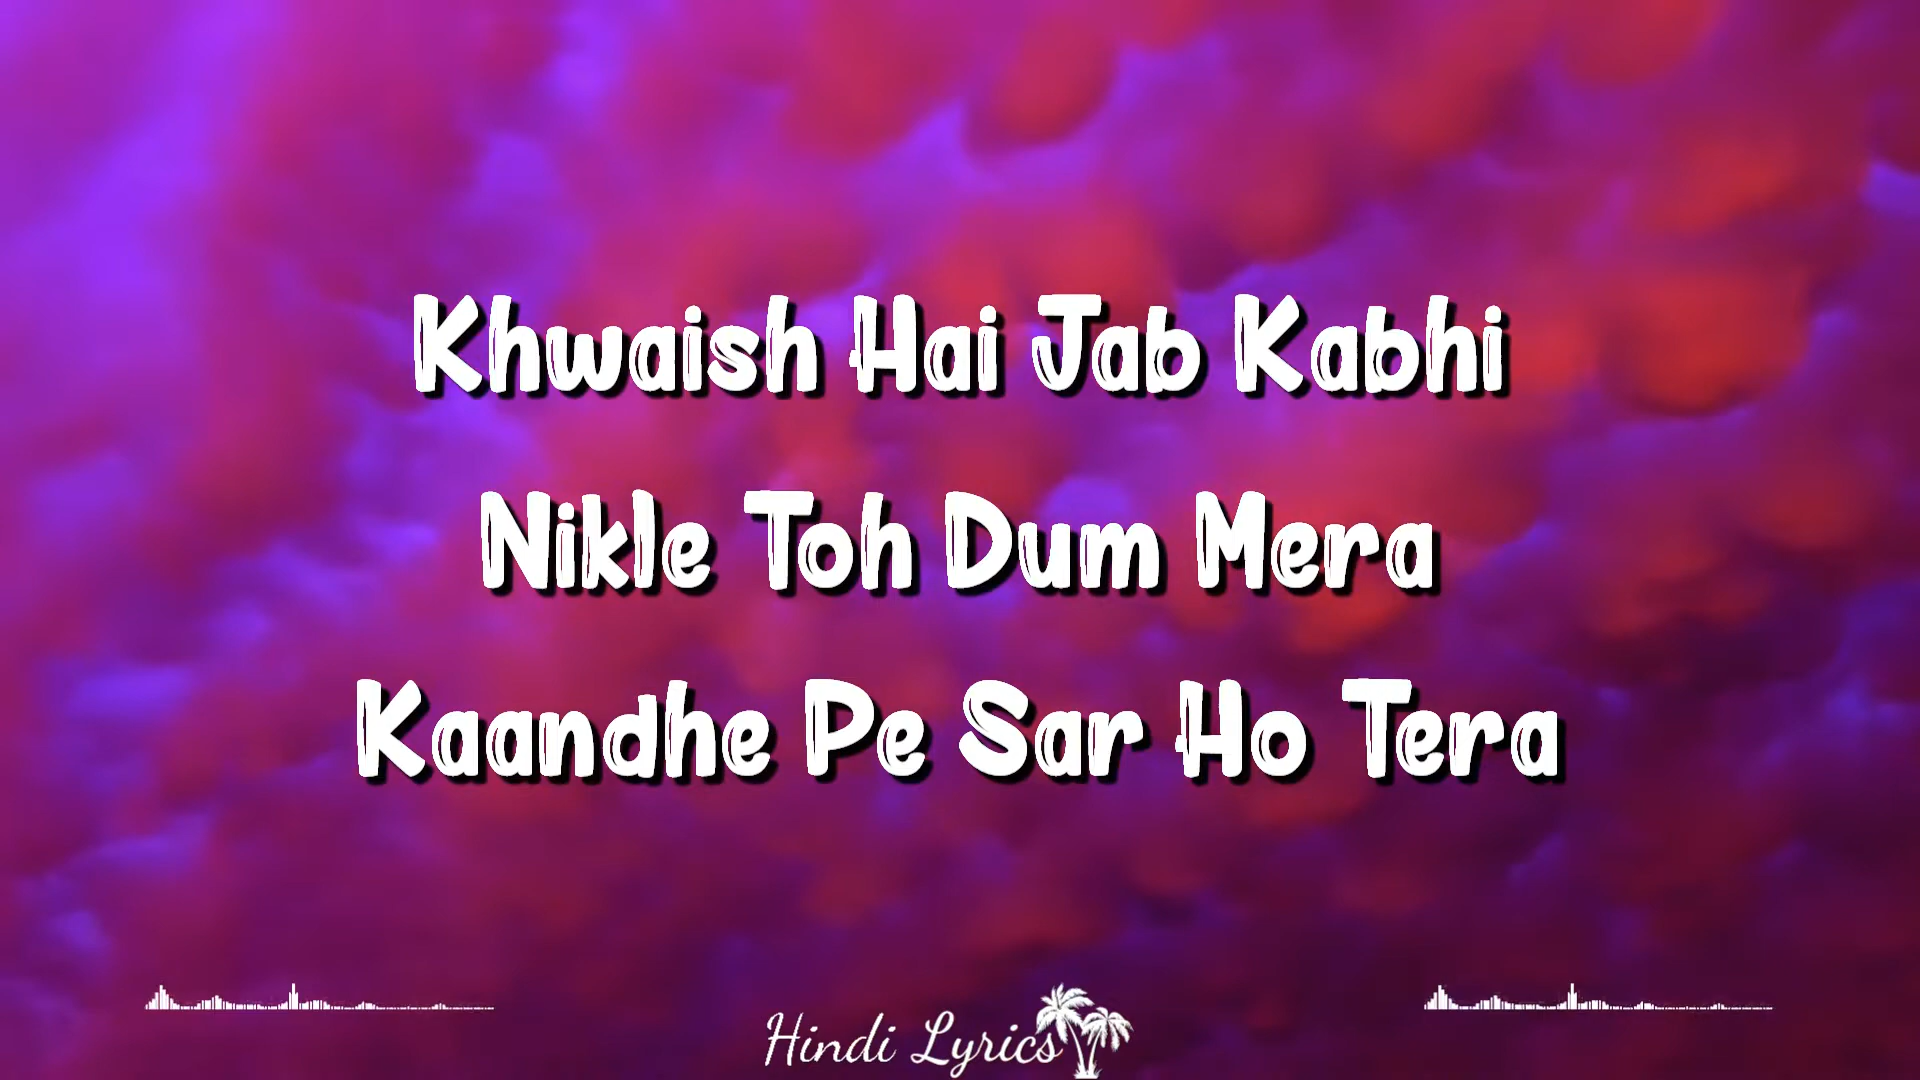 Khwaish Hai Jab Kabhi
Nikle Toh Dum Mera
Kaandhe Pe Sar Ho Tera
Hindi Lyrics